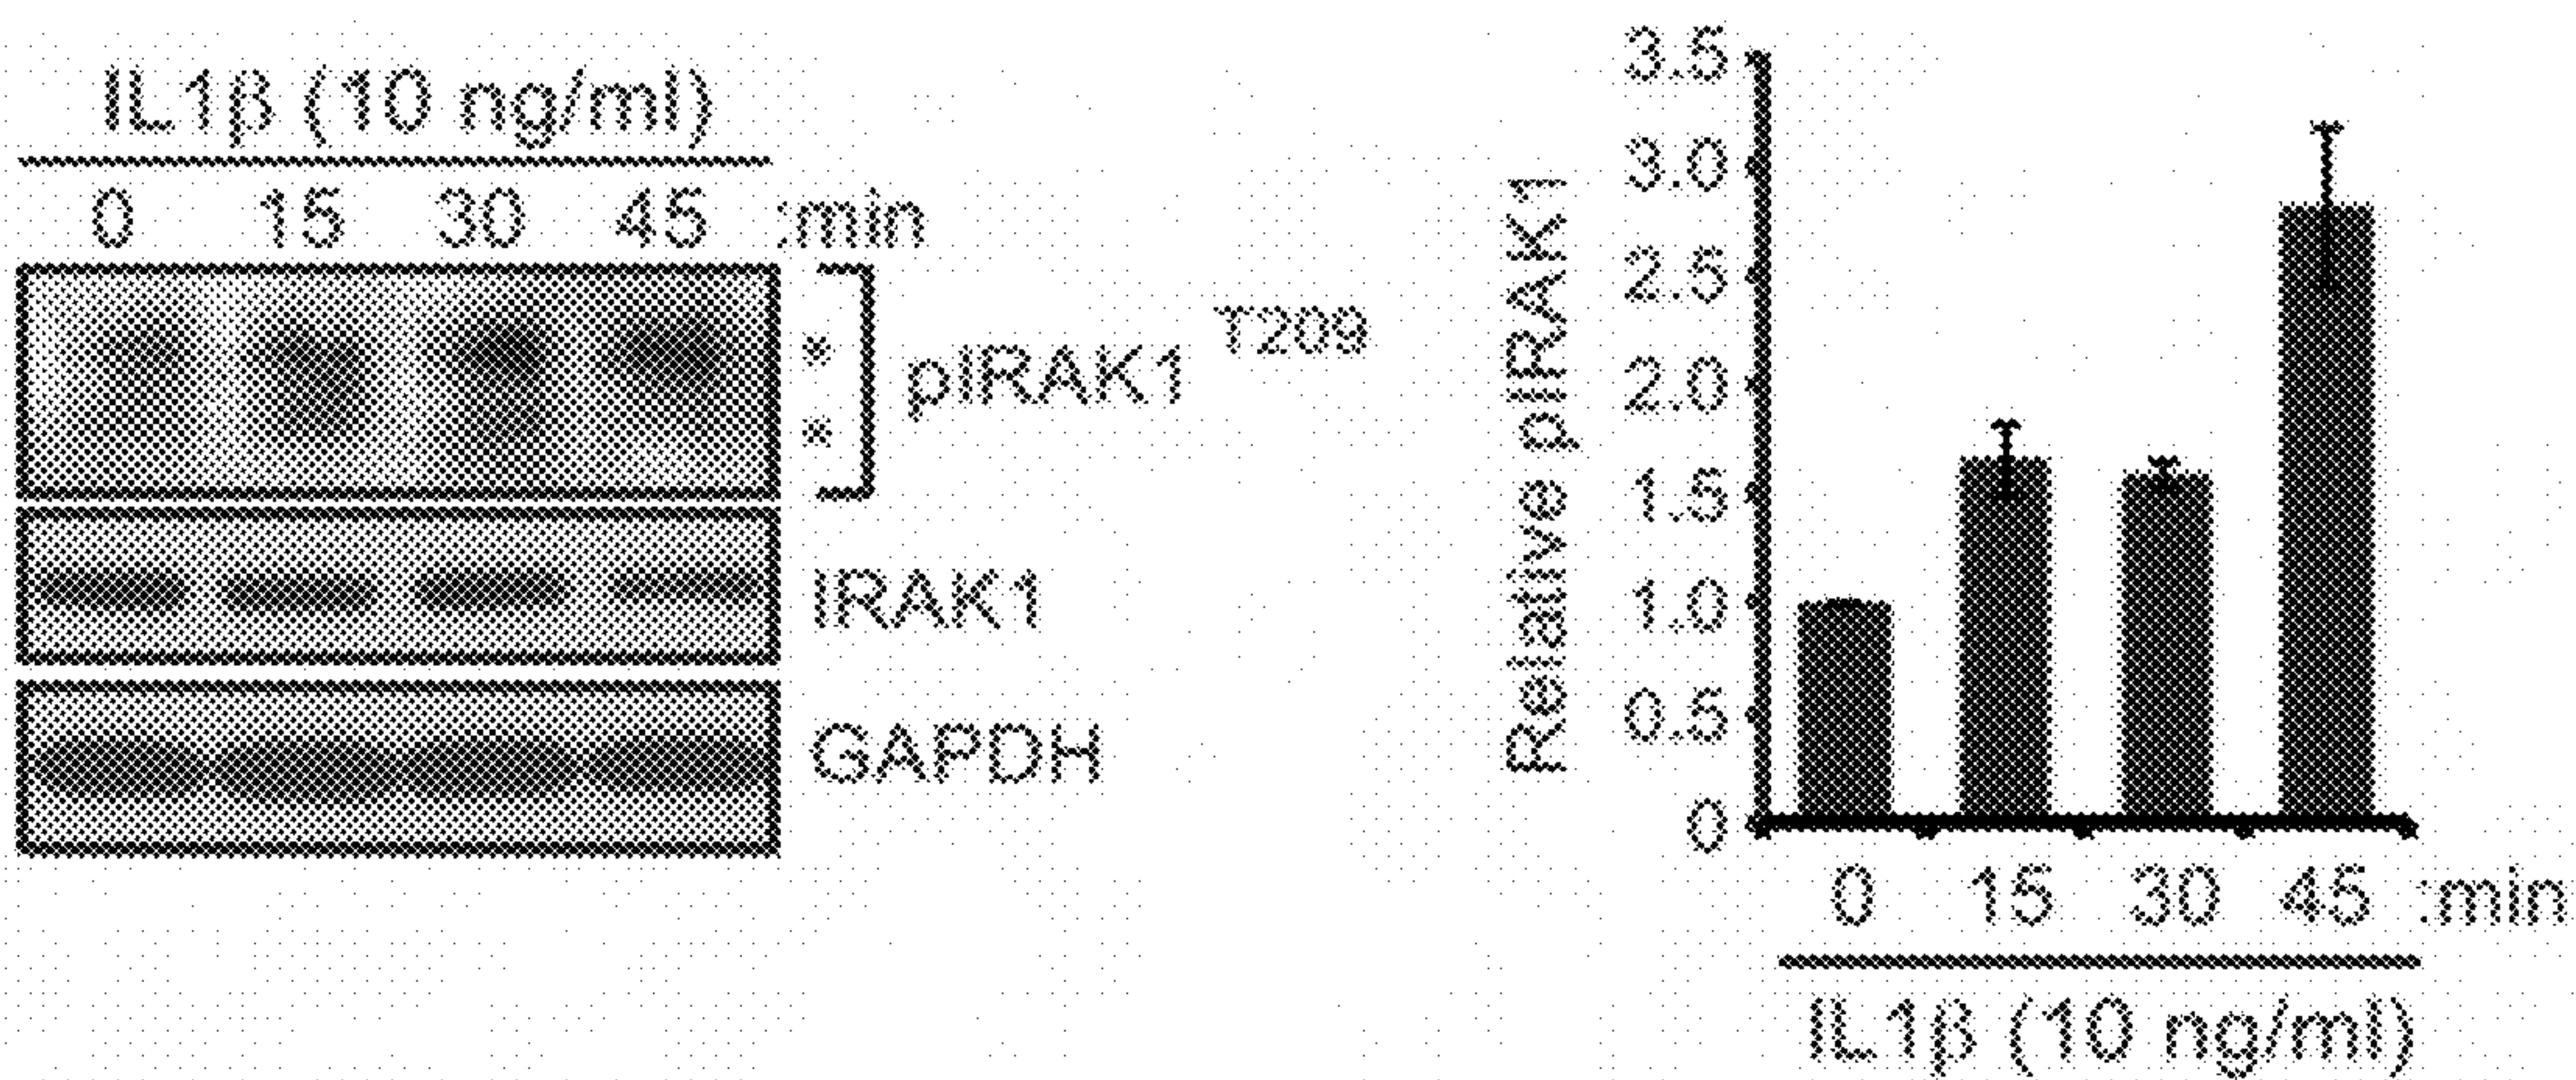 IL1β (10 ng/ml)
0 15 30 45 :min
* pIRAK1 T209
*
IRAK1
GAPDH
Relative pIRAK1
3.5
3.0
2.5
2.0
1.5
1.0
0.5
0
0 15 30 45 :min
IL1β (10 ng/ml)